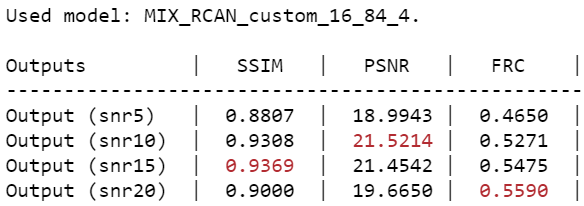 Used model: MIX_RCAN_custom_16_84_4.
Outputs | SSIM | PSNR | FRC |
------------------------------------------------------
Output (snr5) | 0.8807 | 18.9943 | 0.4650 |
Output (snr10) | 0.9308 | 21.5214 | 0.5271 |
Output (snr15) | 0.9369 | 21.4542 | 0.5475 |
Output (snr20) | 0.9000 | 19.6650 | 0.5590 |